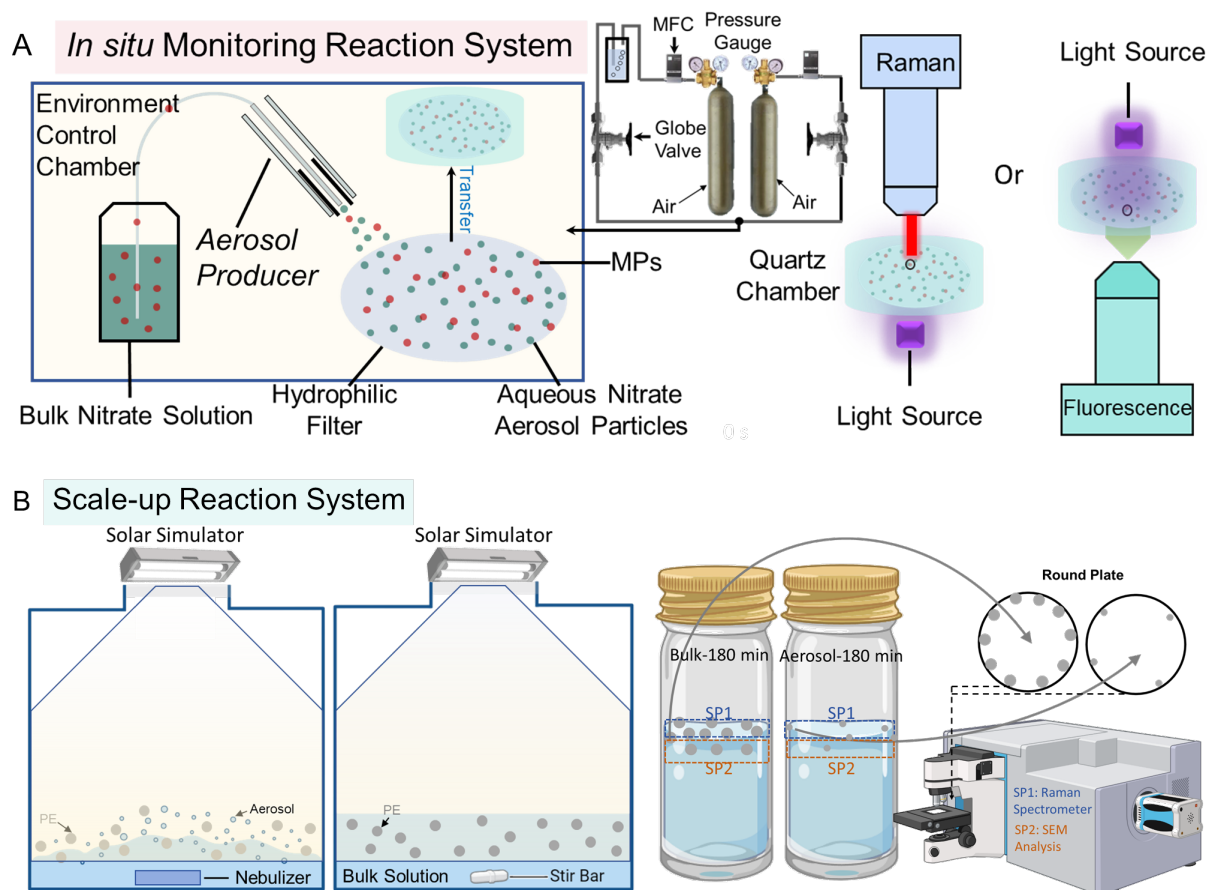 A
In situ Monitoring Reaction System
Environment
Control
Chamber
Aerosol
Producer
Bulk Nitrate Solution
Transfer
Hydrophilic
Filter
Aqueous Nitrate
Aerosol Particles
MPs
MFC
Pressure
Gauge
Globe
Valve
Air
Air
Raman
Quartz
Chamber
Light Source
Or
Light Source
Fluorescence
0 s
B
Scale-up Reaction System
Solar Simulator
Solar Simulator
PE
Aerosol
Nebulizer
PE
Bulk Solution
Stir Bar
Bulk-180 min
Aerosol-180 min
SP1
SP1
SP2
SP2
Round Plate
SP1: Raman
Spectrometer
SP2: SEM
Analysis